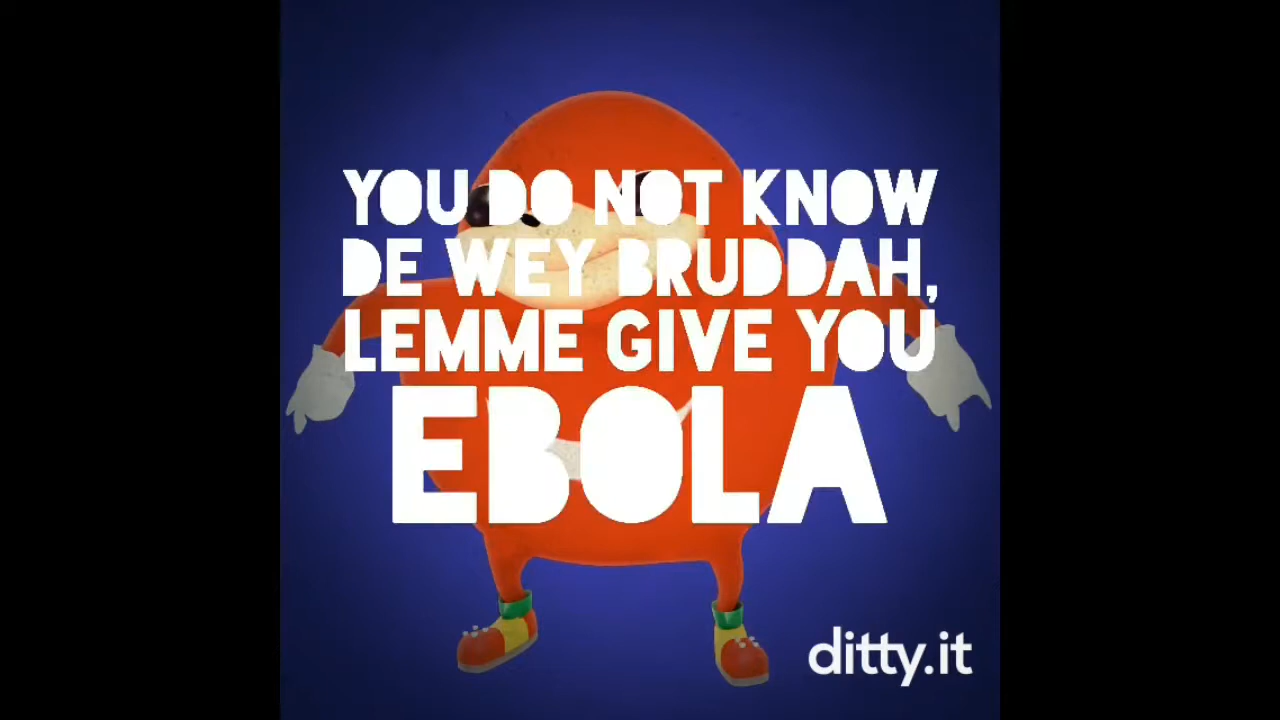 YOU DO NOT KNOW
DE WEY BRUDDAH,
LEMME GIVE YOU
EBOLA
ditty.it